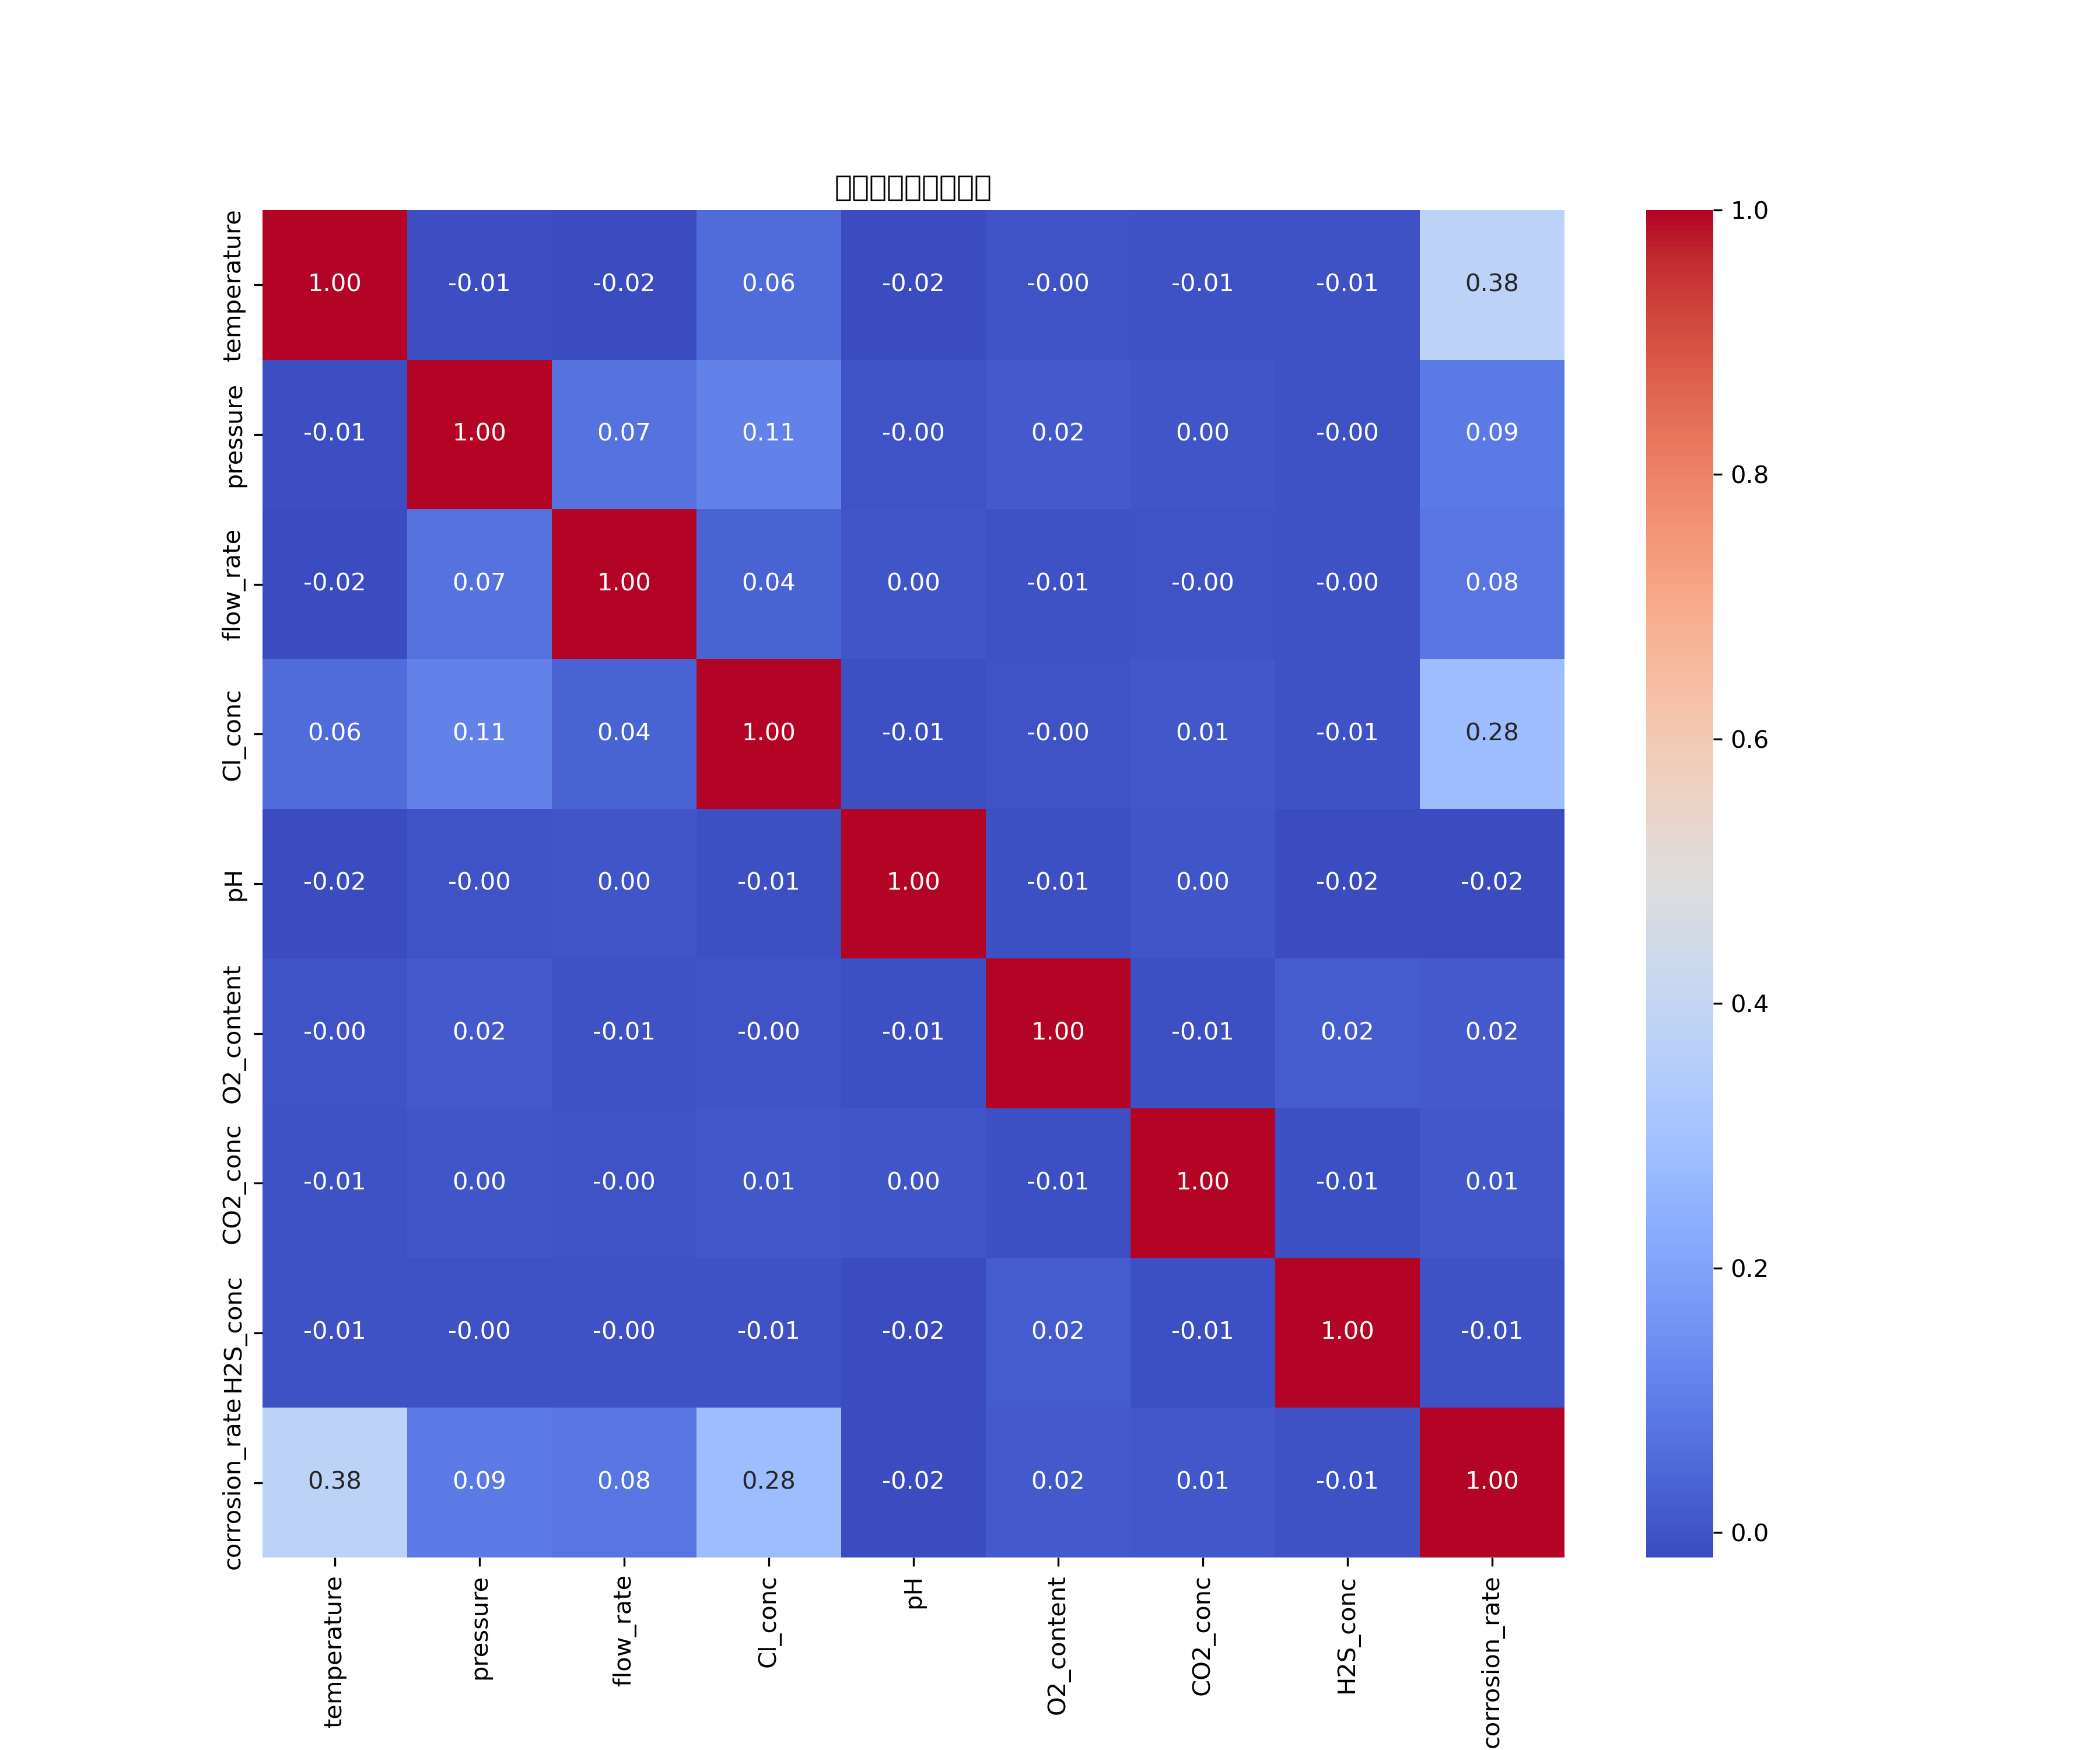 temperature 1.00 -0.01 -0.02 0.06 -0.02 -0.00 -0.01 -0.01 0.38
pressure -0.01 1.00 0.07 0.11 -0.00 0.02 0.00 -0.00 0.09
flow_rate -0.02 0.07 1.00 0.04 0.00 -0.01 -0.00 -0.00 0.08
Cl_conc 0.06 0.11 0.04 1.00 -0.01 -0.00 0.01 -0.01 0.28
pH -0.02 -0.00 0.00 -0.01 1.00 -0.01 0.00 -0.02 -0.02
O2_content -0.00 0.02 -0.01 -0.00 -0.01 1.00 -0.01 0.02 0.02
CO2_conc -0.01 0.00 -0.00 0.01 0.00 -0.01 1.00 -0.01 0.01
H2S_conc -0.01 -0.00 -0.00 -0.01 -0.02 0.02 -0.01 1.00 -0.01
corrosion_rate 0.38 0.09 0.08 0.28 -0.02 0.02 0.01 -0.01 1.00
temperature pressure flow_rate Cl_conc pH O2_content CO2_conc H2S_conc corrosion_rate
1.0
0.8
0.6
0.4
0.2
0.0